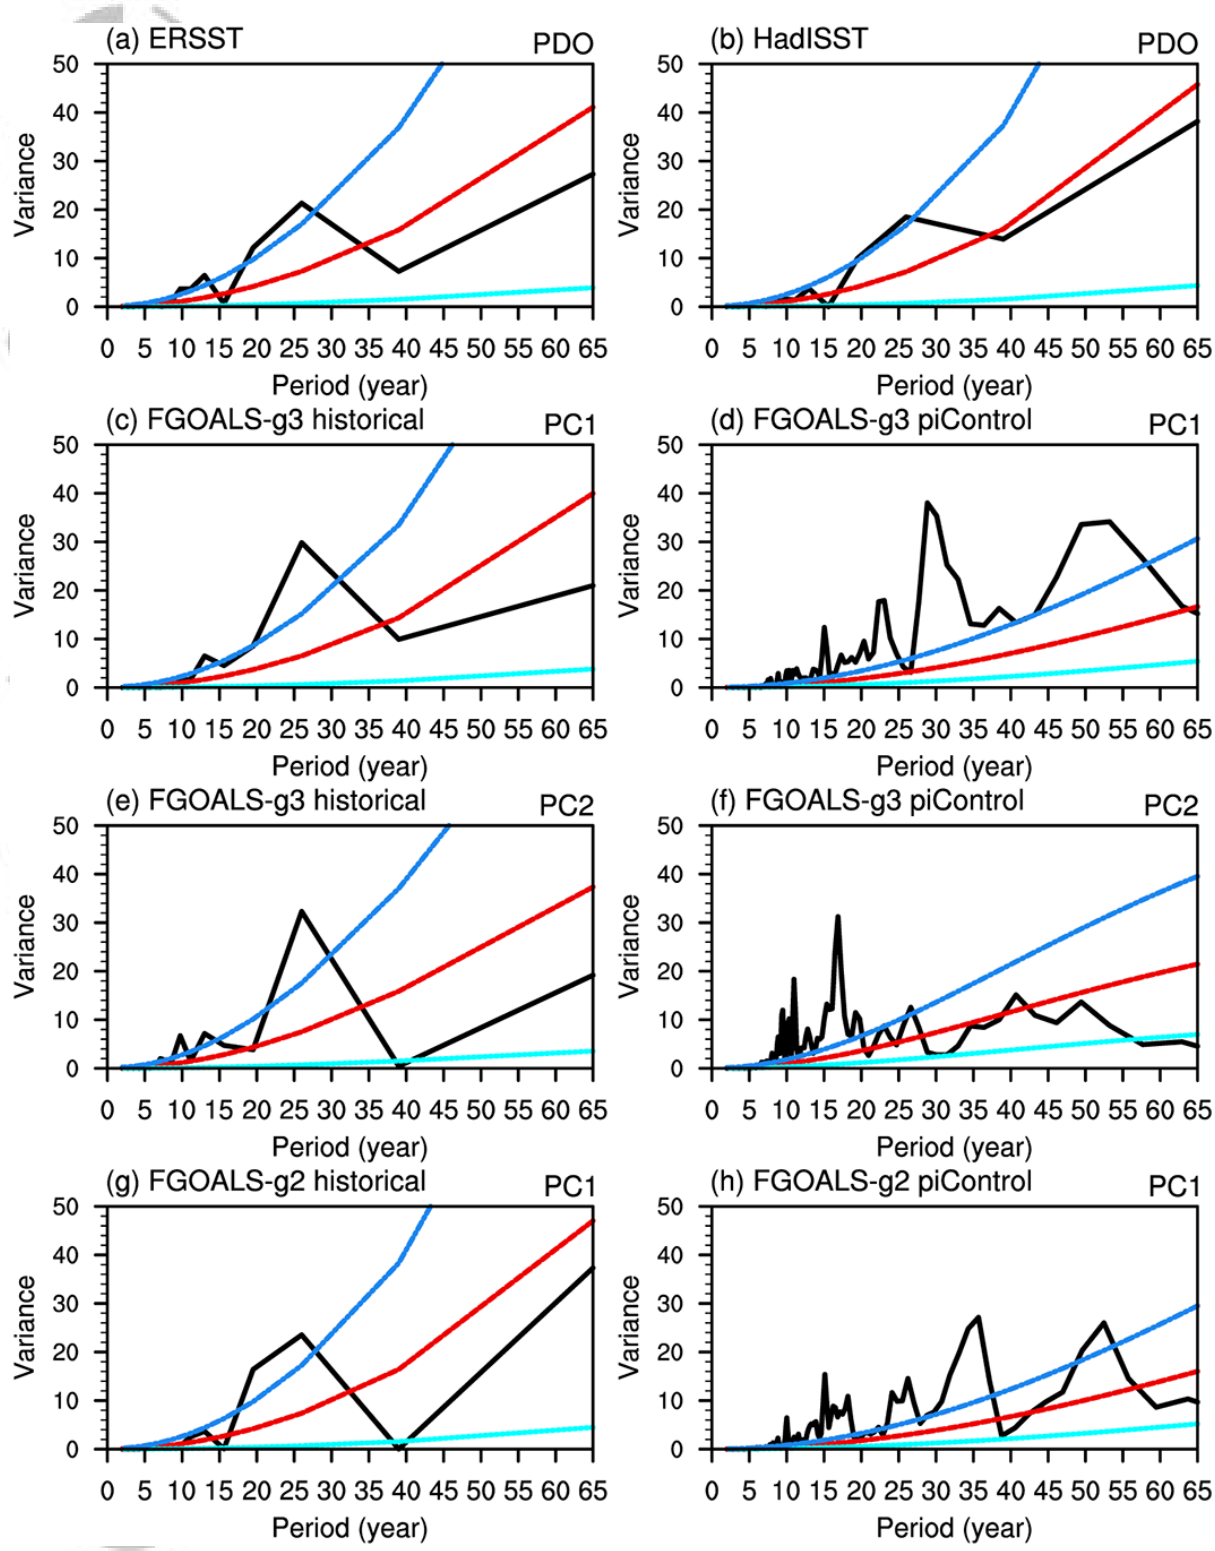 (a) ERSST PDO
50
40
30
20
10
0
Variance
0 5 10 15 20 25 30 35 40 45 50 55 60 65
Period (year)
(b) HadISST PDO
50
40
30
20
10
0
Variance
0 5 10 15 20 25 30 35 40 45 50 55 60 65
Period (year)
(c) FGOALS-g3 historical PC1
50
40
30
20
10
0
Variance
0 5 10 15 20 25 30 35 40 45 50 55 60 65
Period (year)
(d) FGOALS-g3 piControl PC1
50
40
30
20
10
0
Variance
0 5 10 15 20 25 30 35 40 45 50 55 60 65
Period (year)
(e) FGOALS-g3 historical PC2
50
40
30
20
10
0
Variance
0 5 10 15 20 25 30 35 40 45 50 55 60 65
Period (year)
(f) FGOALS-g3 piControl PC2
50
40
30
20
10
0
Variance
0 5 10 15 20 25 30 35 40 45 50 55 60 65
Period (year)
(g) FGOALS-g2 historical PC1
50
40
30
20
10
0
Variance
0 5 10 15 20 25 30 35 40 45 50 55 60 65
Period (year)
(h) FGOALS-g2 piControl PC1
50
40
30
20
10
0
Variance
0 5 10 15 20 25 30 35 40 45 50 55 60 65
Period (year)